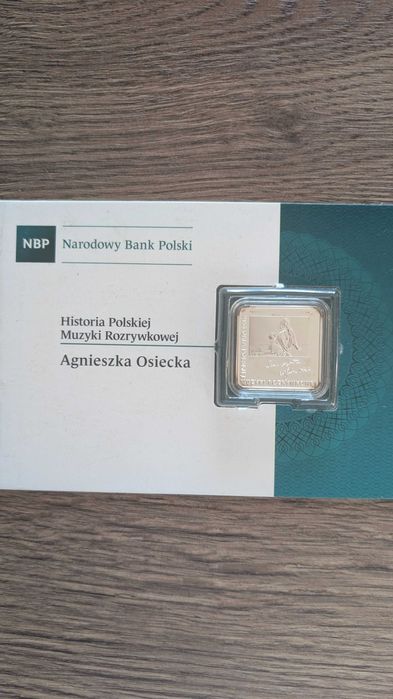 NBP
Narodowy Bank Polski
Historia Polskiej
Muzyki Rozrywkowej
Agnieszka Osiecka